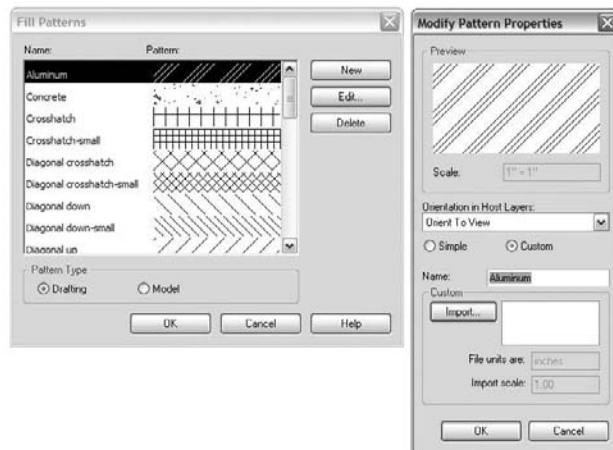 Fill Patterns
Name: Pattern:
Aluminum
Concrete
Crosshatch
Crosshatch-small
Diagonal crosshatch
Diagonal crosshatch-small
Diagonal down
Diagonal down-small
Diagonal up
New
Edit...
Delete
Pattern Type
Drafting Model
OK Cancel Help
Modify Pattern Properties
Preview
Scale: 1" = 1"
Orientation in Host Layers:
Orient To View
Simple Custom
Name: Aluminum
Custom
Import...
File units are: inches
Import scale: 1.00
OK Cancel